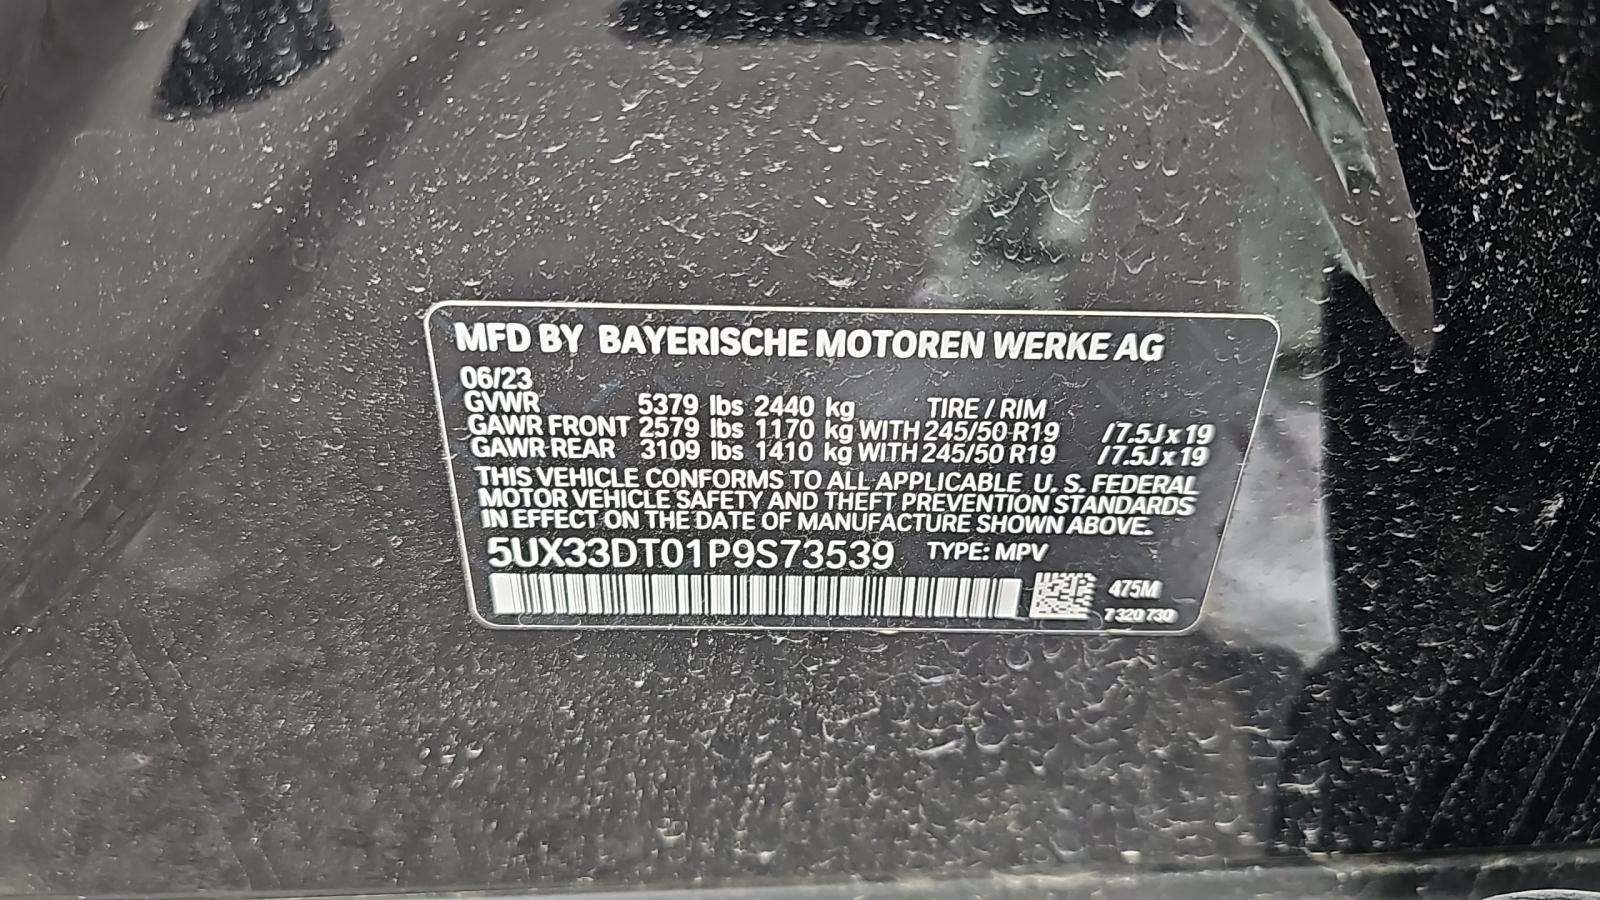 MFD BY BAYERISCHE MOTOREN WERKE AG
06/23
GVWR 5379 lbs 2440 kg TIRE / RIM
GAWR FRONT 2579 lbs 1170 kg WITH 245/50 R19 /7.5J x 19
GAWR REAR 3109 lbs 1410 kg WITH 245/50 R19 /7.5J x 19
THIS VEHICLE CONFORMS TO ALL APPLICABLE U. S. FEDERAL
MOTOR VEHICLE SAFETY AND THEFT PREVENTION STANDARDS
IN EFFECT ON THE DATE OF MANUFACTURE SHOWN ABOVE.
5UX33DT01P9S73539 TYPE: MPV
475M
7 320 730